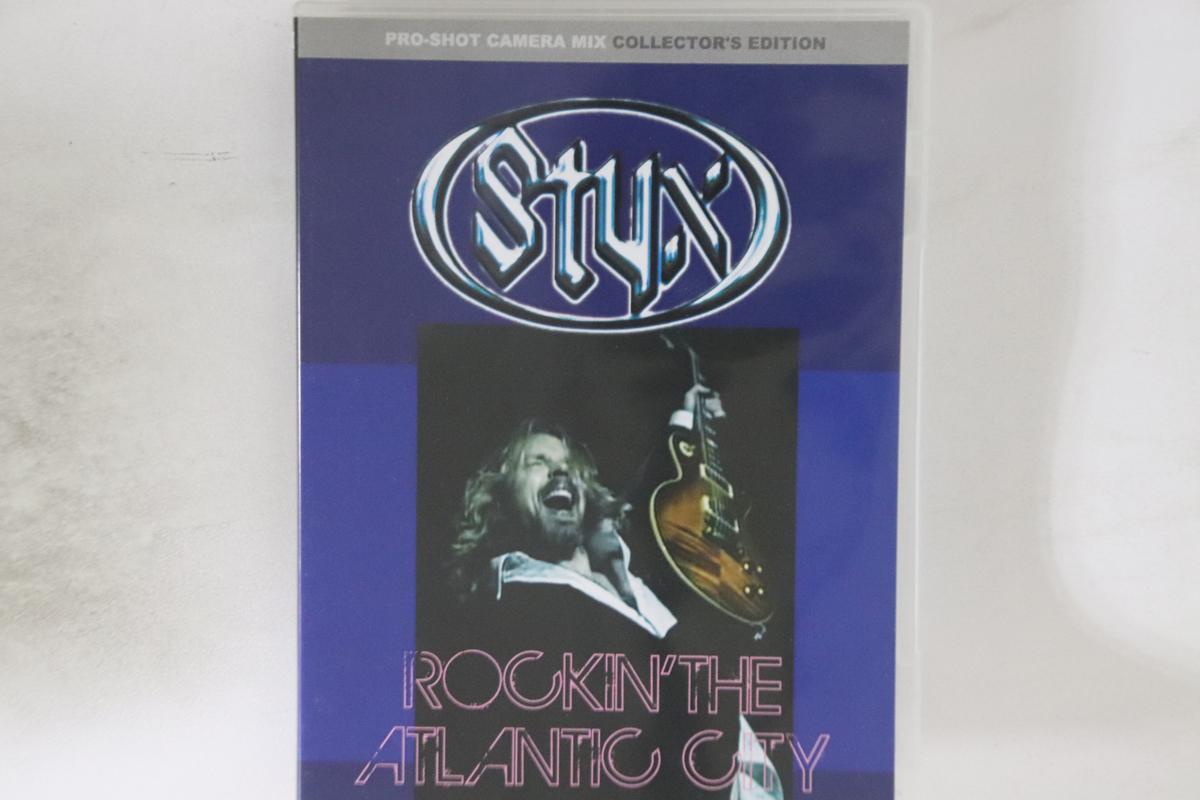 PRO-SHOT CAMERA MIX COLLECTOR'S EDITION
Styx
ROCKIN' THE
ATLANTIC CITY